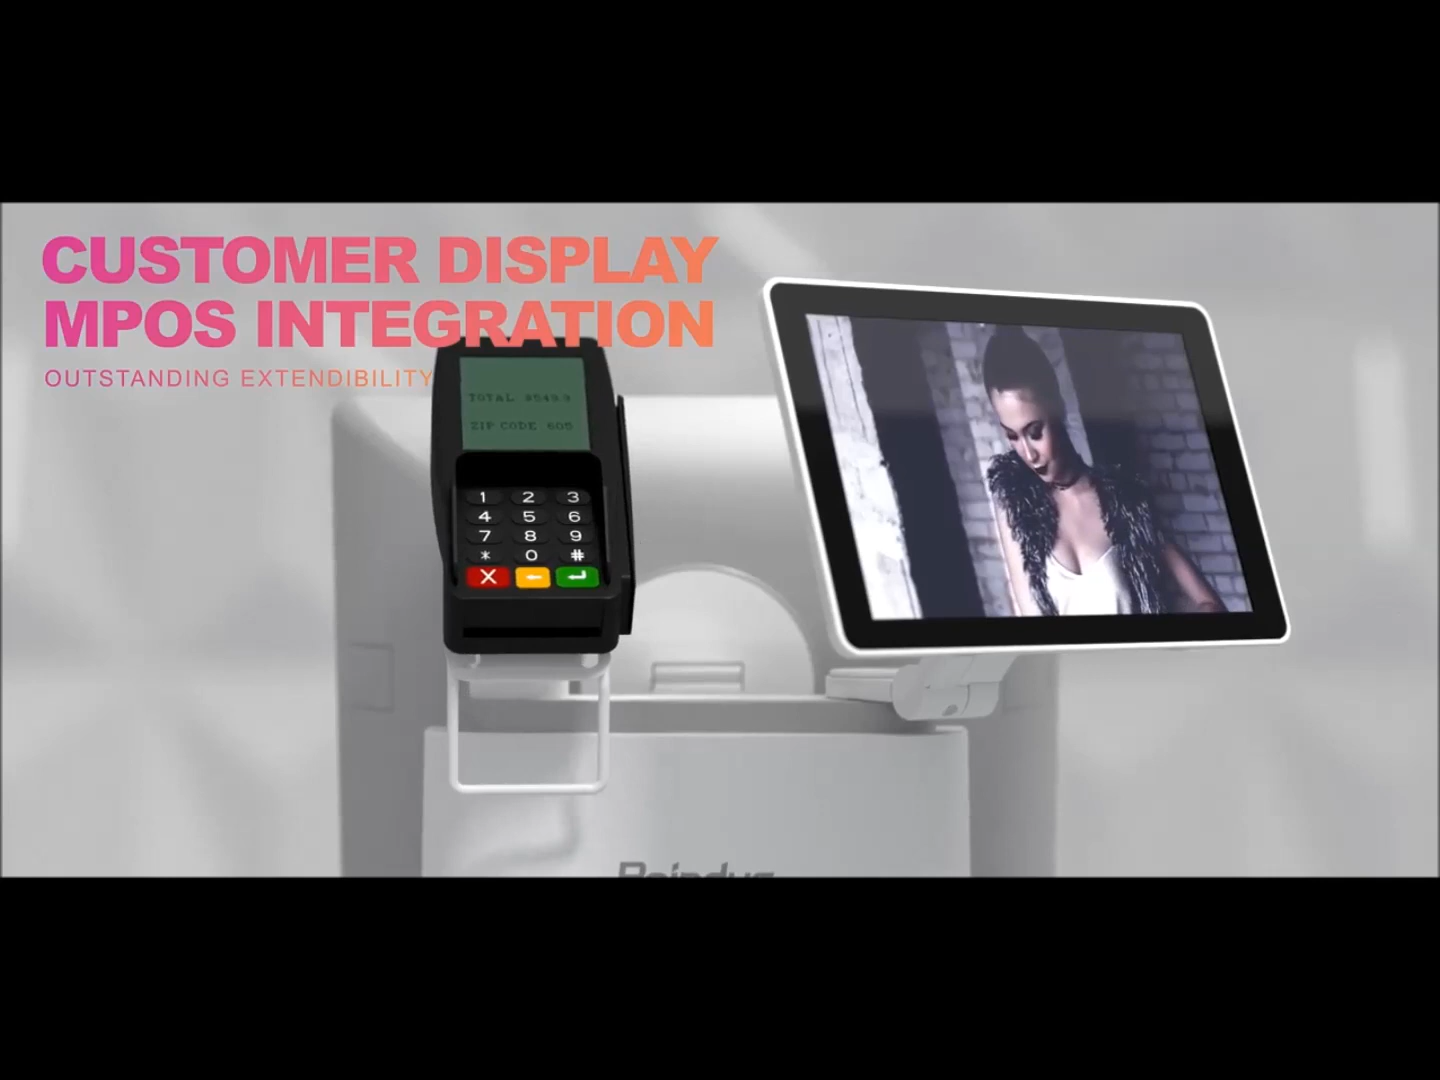 CUSTOMER DISPLAY
MPOS INTEGRATION
OUTSTANDING EXTENDIBILITY
TOTAL
ZIP CODE 605
1 2 3
4 5 6
7 8 9
* 0 #